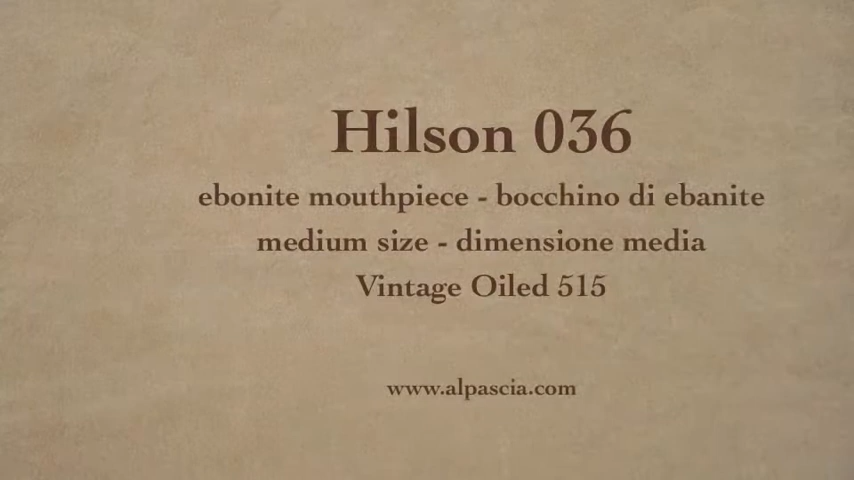 Hilson 036
ebonite mouthpiece - bocchino di ebanite
medium size - dimensione media
Vintage Oiled 515
www.alpascia.com